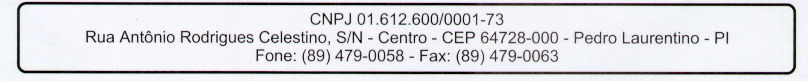 CNPJ 01.612.600/0001-73
Rua Antônio Rodrigues Celestino, S/N - Centro - CEP 64728-000 - Pedro Laurentino - PI
Fone: (89) 479-0058 - Fax: (89) 479-0063